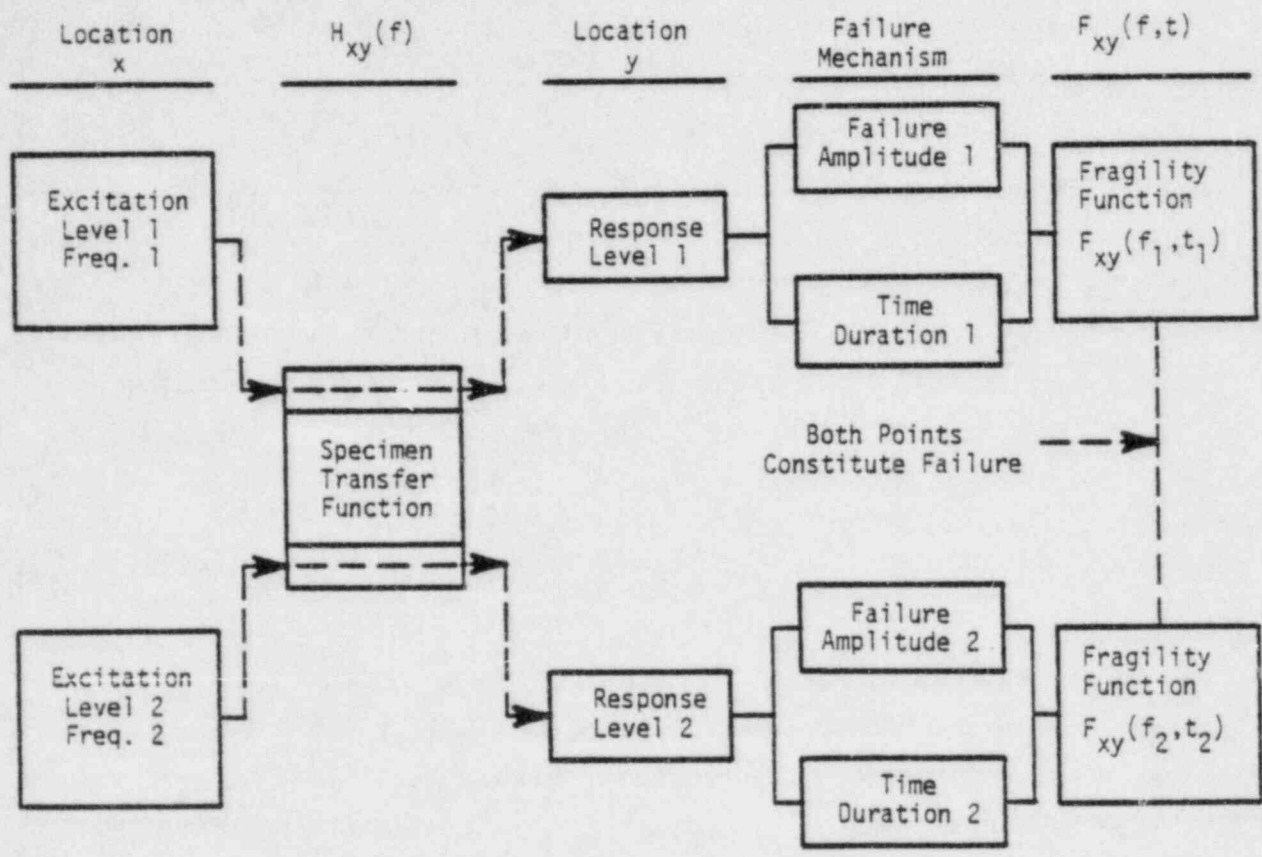 Location
x
H_xy(f)
Location
y
Failure
Mechanism
F_xy(f,t)
Excitation
Level 1
Freq. 1
Response
Level 1
Failure
Amplitude 1
Time
Duration 1
Fragility
Function
F_xy(f_1,t_1)
Specimen
Transfer
Function
Both Points
Constitute Failure
Excitation
Level 2
Freq. 2
Response
Level 2
Failure
Amplitude 2
Time
Duration 2
Fragility
Function
F_xy(f_2,t_2)